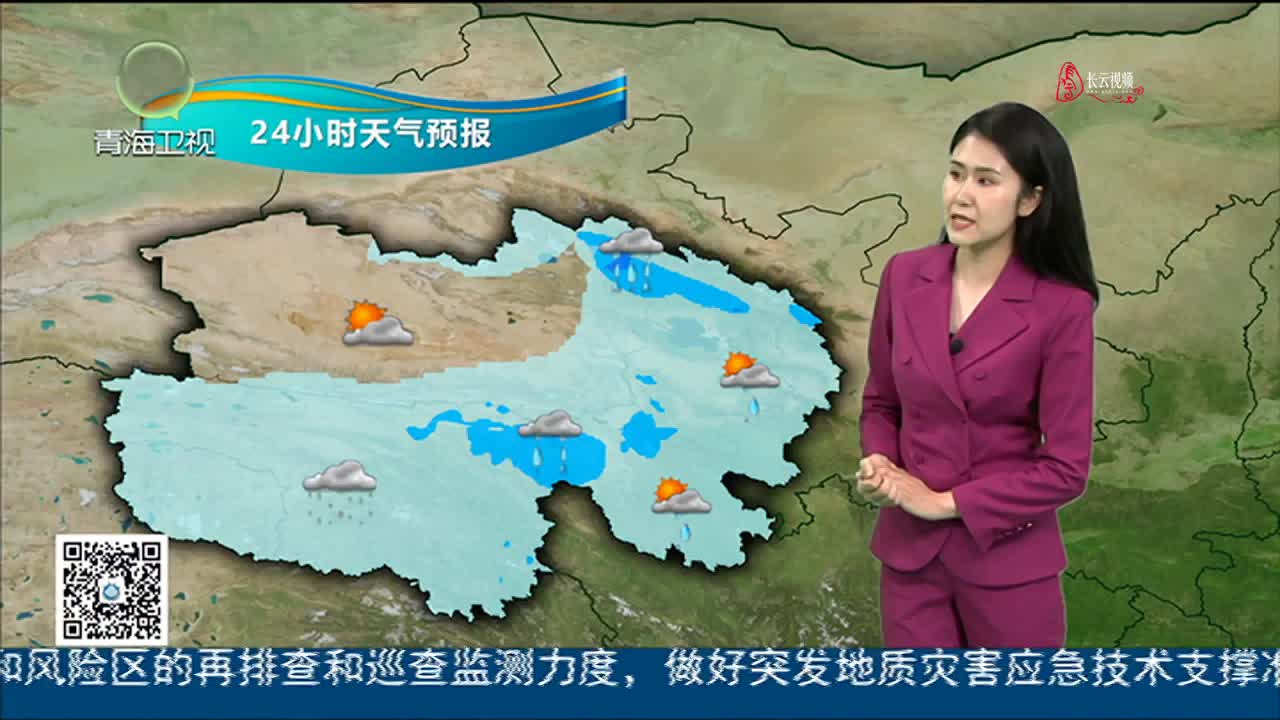 长云视频
24小时天气预报
青海卫视
和风险区的再排查和巡查监测力度，做好突发地质灾害应急技术支撑准